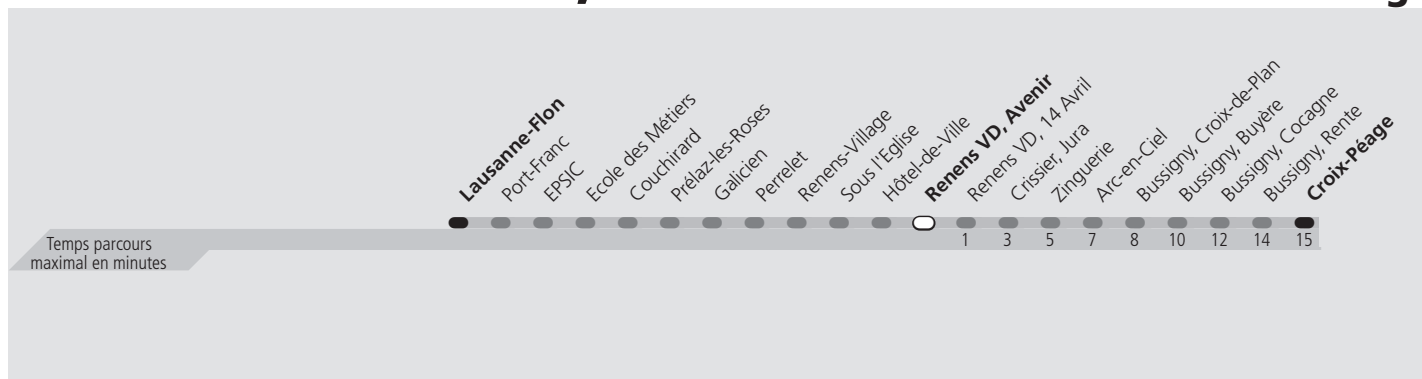 Lausanne-Flon
Port-Franc
EPSIC
Ecole des Métiers
Couchirard
Prélaz-les-Roses
Galicien
Perrelet
Renens-Village
Sous l'Eglise
Hôtel-de-Ville
Renens VD, Avenir
Renens VD, 14 Avril
Crissier, Jura
Zinguerie
Arc-en-Ciel
Bussigny, Croix-de-Plan
Bussigny, Buyère
Bussigny, Cocagne
Bussigny, Rente
Croix-Péage
Temps parcours
maximal en minutes
1 3 5 7 8 10 12 14 15